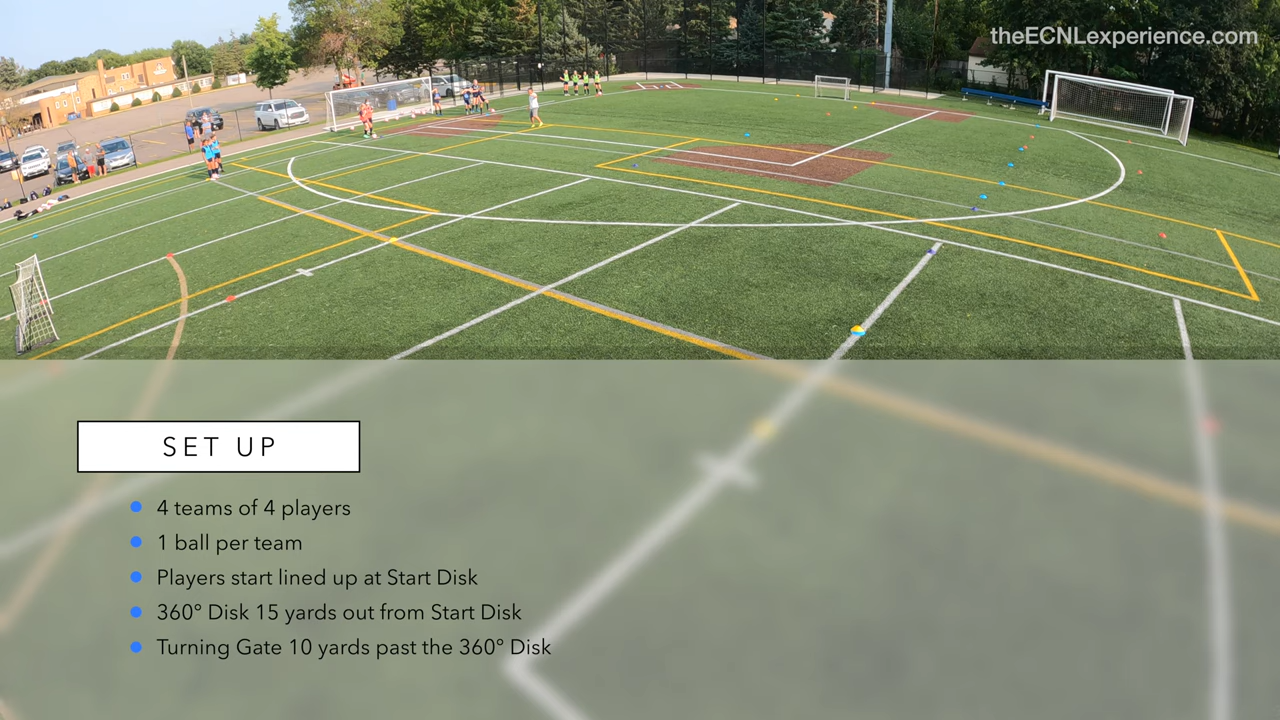 theECNLexperience.com
SET UP
4 teams of 4 players
1 ball per team
Players start lined up at Start Disk
360° Disk 15 yards out from Start Disk
Turning Gate 10 yards past the 360° Disk